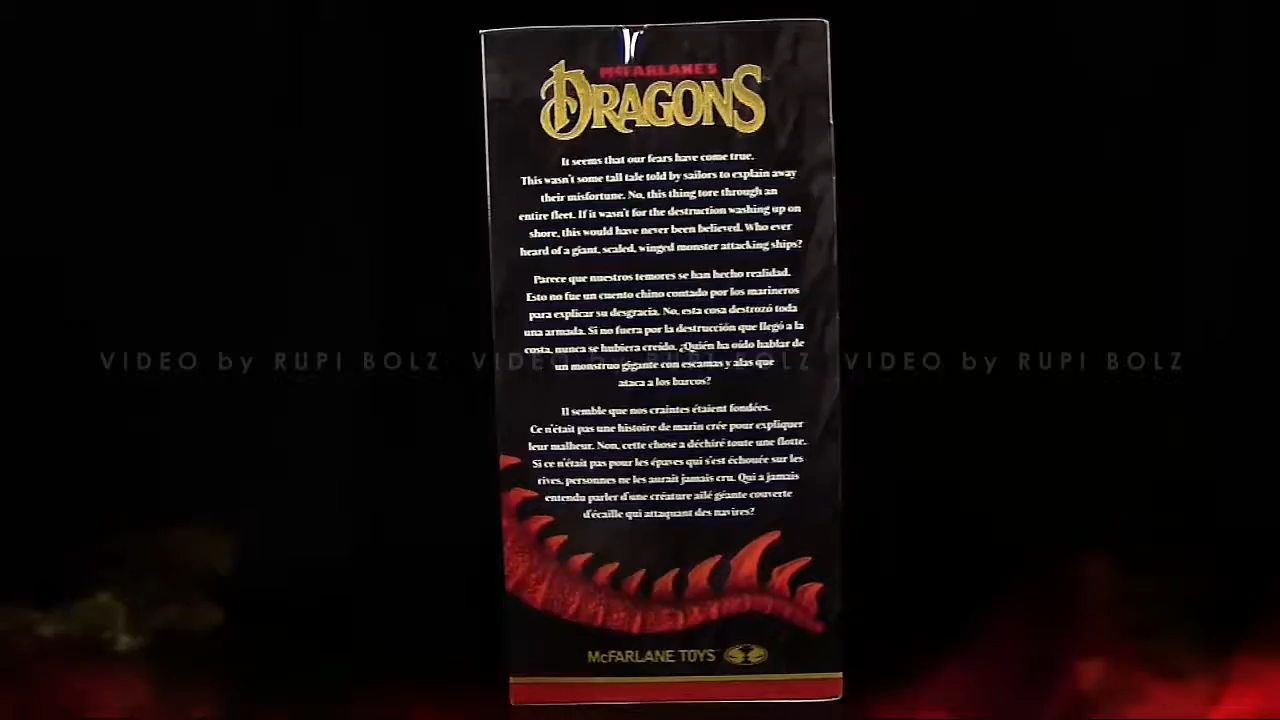 McFARLANE'S
DRAGONS
It seems that our fears have come true.
This wasn't some tall tale told by sailors to explain away
their misfortune. No, this thing tore through an
entire fleet. If it wasn't for the destruction washing up on
shore, this would have never been believed. Who ever
heard of a giant, scaled, winged monster attacking ships?
Parece que nuestros temores se han hecho realidad.
Esto no fue un cuento chino contado por los marineros
para explicar su desgracia. No, esta cosa destrozó toda
una armada. Si no fuera por la destrucción que llegó a la
costa, nunca se hubiera creído. ¿Quién ha oído hablar de
un monstruo gigante con escamas y alas que
ataca a los barcos?
Il semble que nos craintes étaient fondées.
Ce n'était pas une histoire de marin crée pour expliquer
leur malheur. Non, cette chose a déchiré toute une flotte.
Si ce n'était pas pour les épaves qui s'est échouée sur les
rives, personnes ne les aurait jamais cru. Qui a jamais
entendu parler d'une créature ailé géante couverte
d'écaille qui attaquant des navires?
McFARLANE TOYS™
VIDEO by RUPI BOLZ VIDEO by RUPI BOLZ VIDEO by RUPI BOLZ